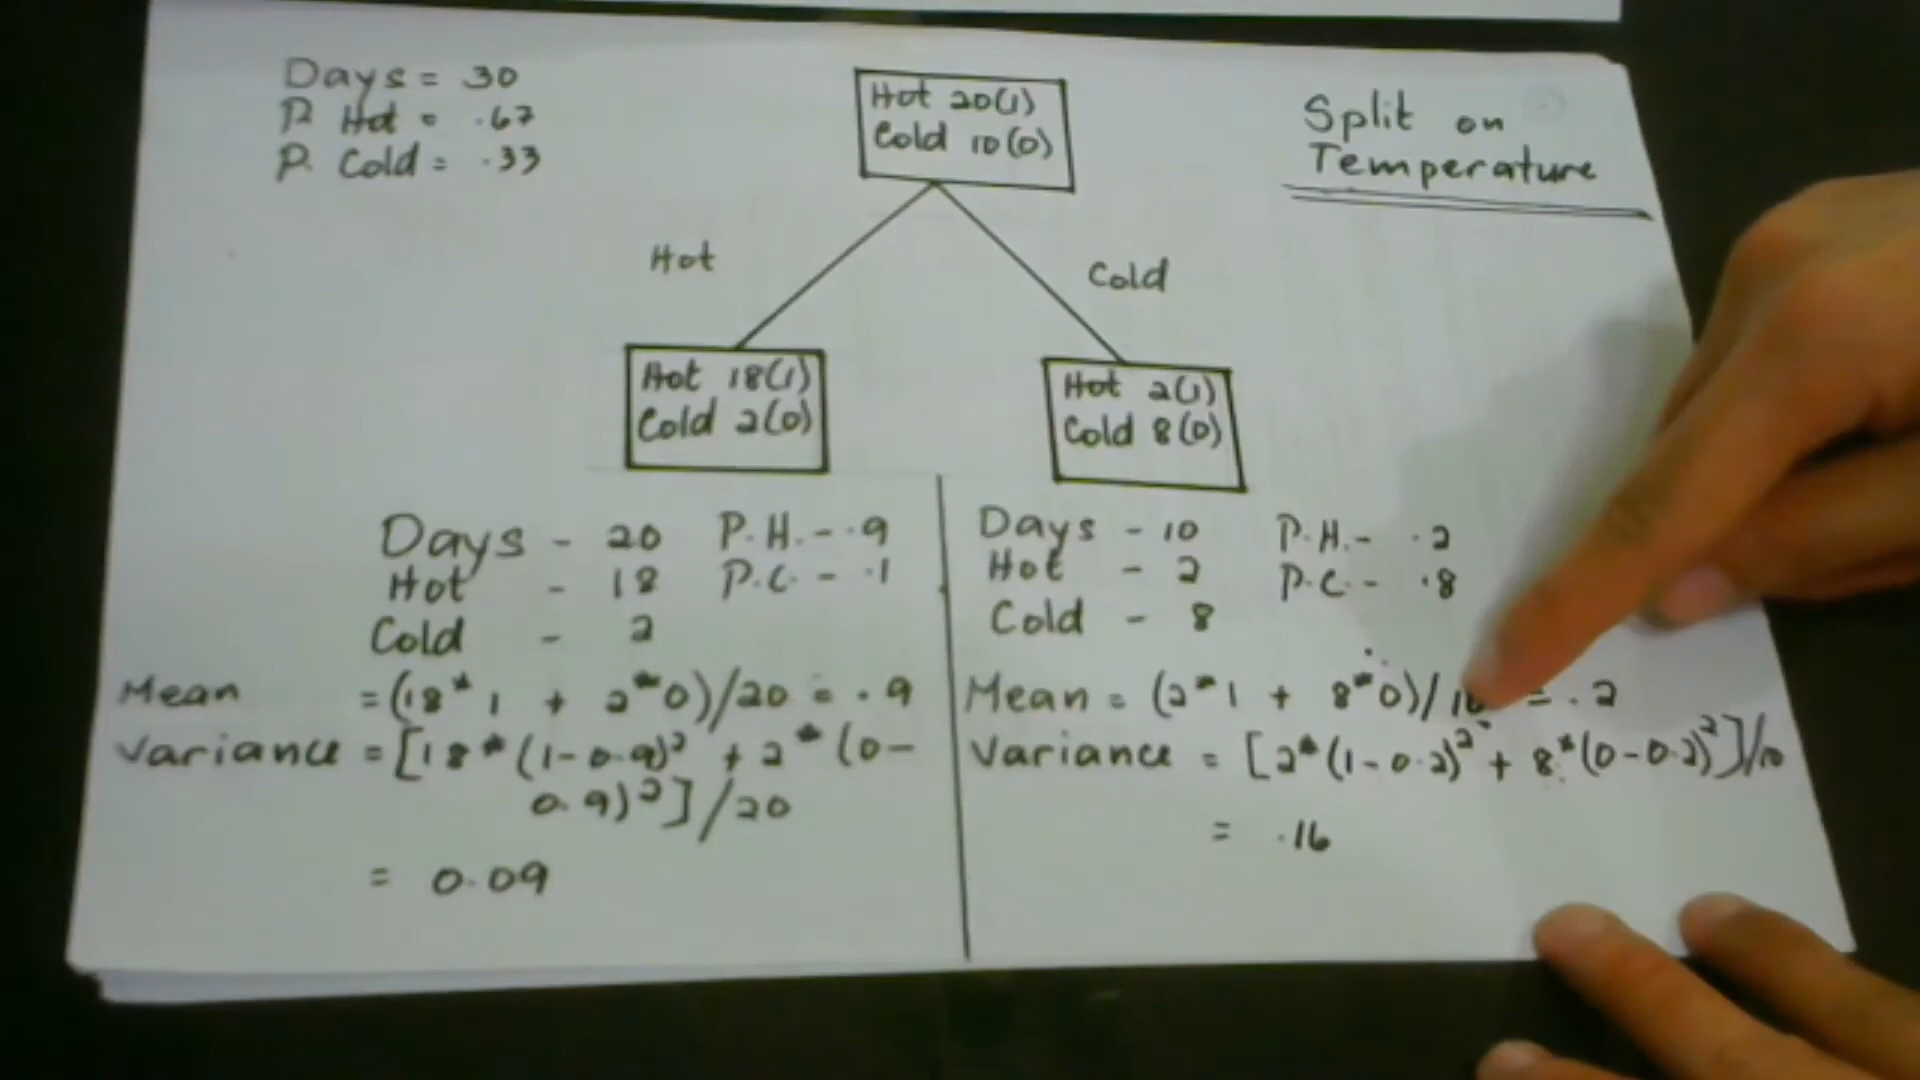 Days = 30
P. Hot = .67
P. Cold = .33
Hot 20(1)
Cold 10(0)
Split on
Temperature
Hot
Cold
Hot 18(1)
Cold 2(0)
Hot 2(1)
Cold 8(0)
Days - 20 P.H. - .9
Hot - 18 P.C. - .1
Cold - 2
Mean = (18*1 + 2*0)/20 = .9
Variance = [18*(1-0.9)² + 2*(0-
0.9)²]/20
= 0.09
Days - 10 P.H. - .2
Hot - 2 P.C. - .8
Cold - 8
Mean = (2*1 + 8*0)/10 = .2
Variance = [2*(1-0.2)² + 8*(0-0.2)²]/10
= .16